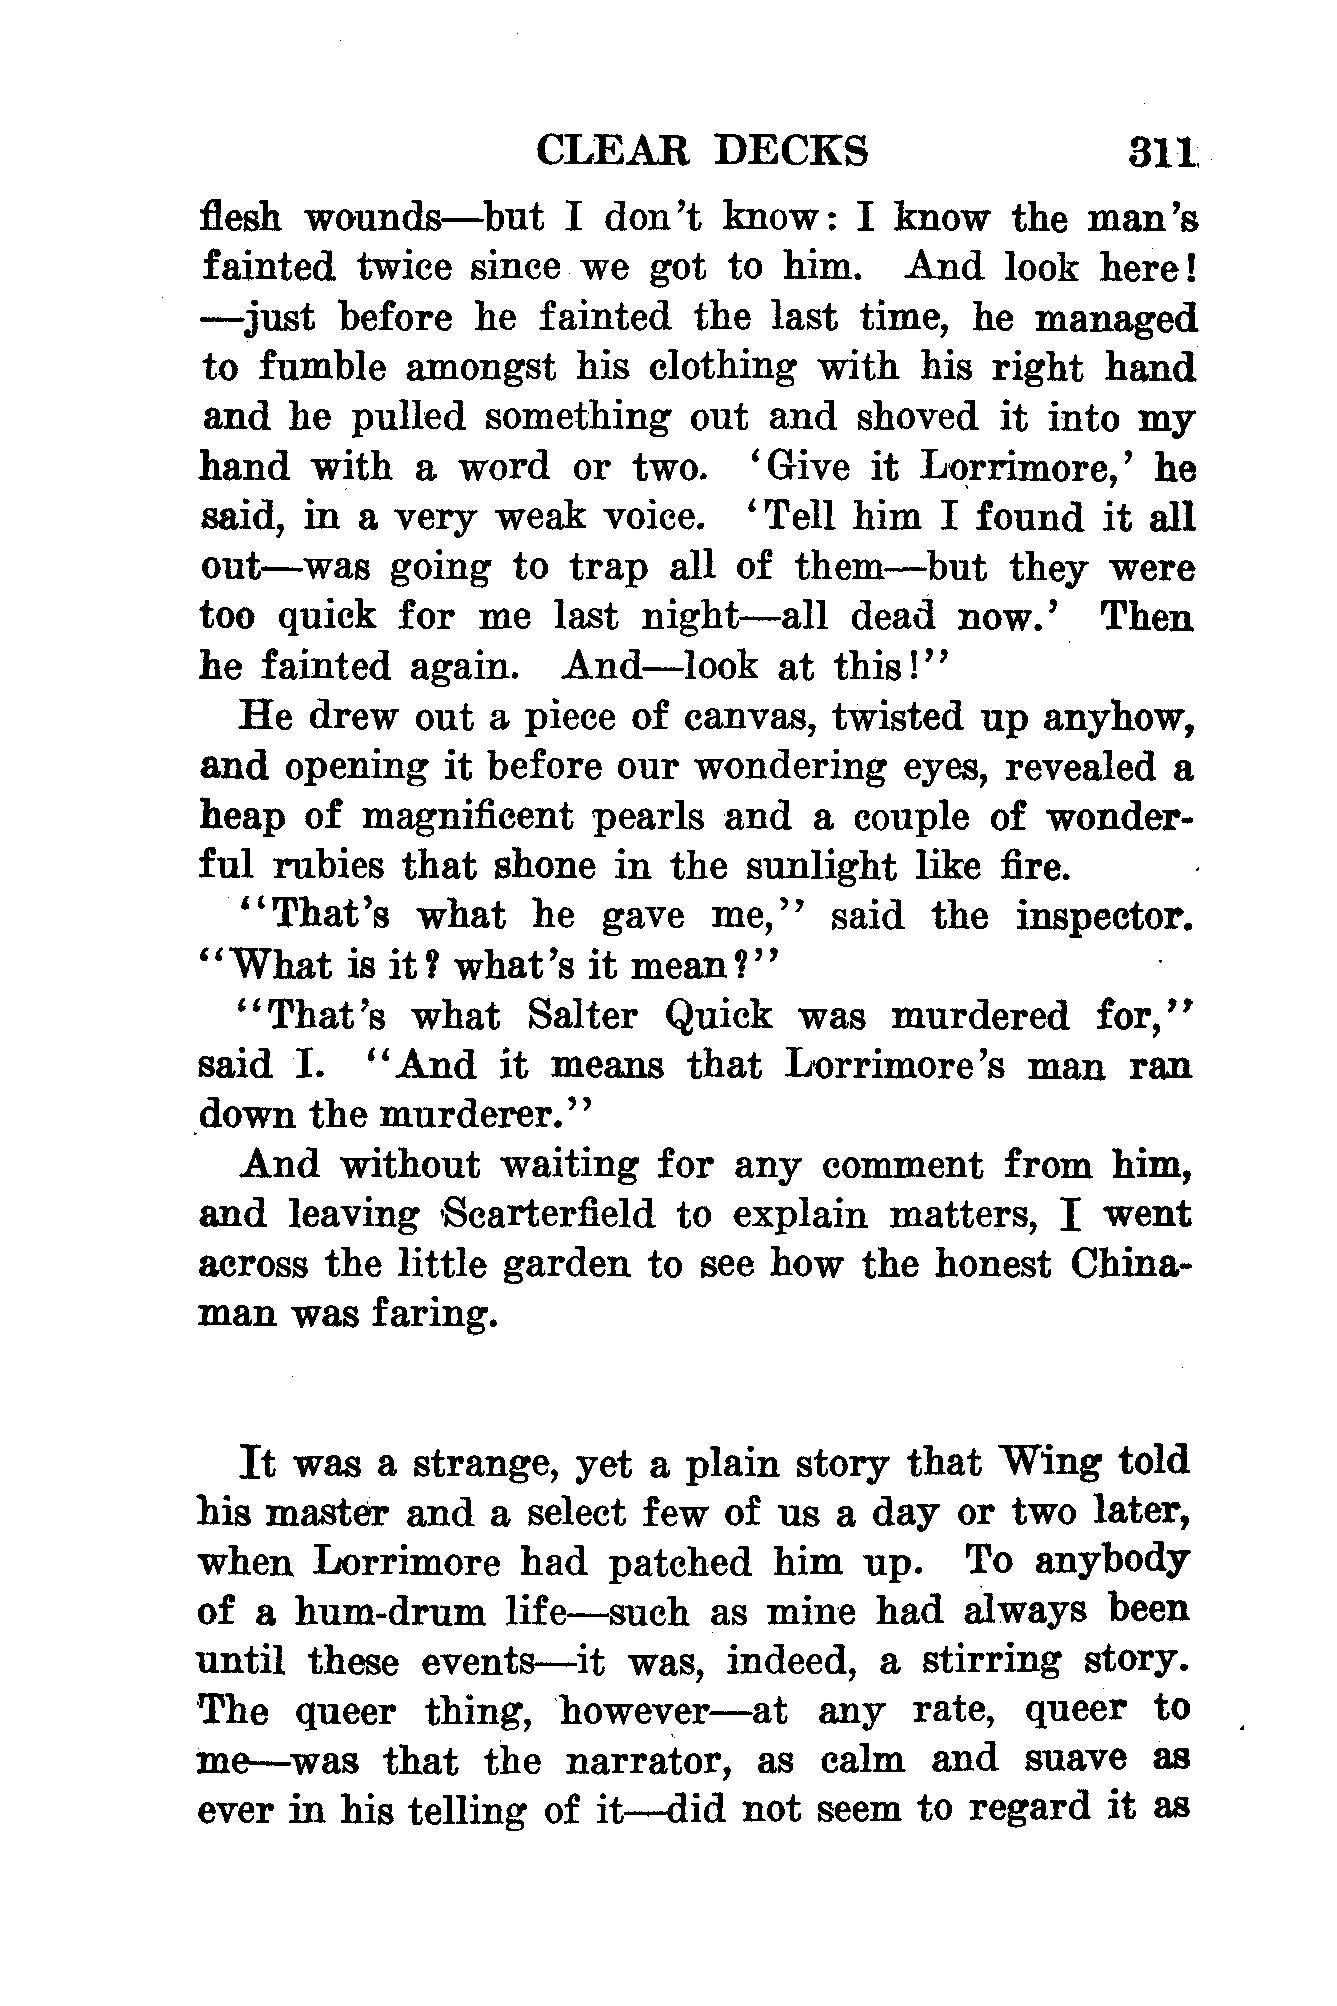 CLEAR DECKS 311
flesh wounds—but I don't know: I know the man's
fainted twice since we got to him. And look here!
—just before he fainted the last time, he managed
to fumble amongst his clothing with his right hand
and he pulled something out and shoved it into my
hand with a word or two. 'Give it Lorrimore,' he
said, in a very weak voice. 'Tell him I found it all
out—was going to trap all of them—but they were
too quick for me last night—all dead now.' Then
he fainted again. And—look at this!"
He drew out a piece of canvas, twisted up anyhow,
and opening it before our wondering eyes, revealed a
heap of magnificent pearls and a couple of wonder-
ful rubies that shone in the sunlight like fire.
"That's what he gave me," said the inspector.
"What is it? what's it mean?"
"That's what Salter Quick was murdered for,"
said I. "And it means that Lorrimore's man ran
down the murderer."
And without waiting for any comment from him,
and leaving Scarterfield to explain matters, I went
across the little garden to see how the honest China-
man was faring.
It was a strange, yet a plain story that Wing told
his master and a select few of us a day or two later,
when Lorrimore had patched him up. To anybody
of a hum-drum life—such as mine had always been
until these events—it was, indeed, a stirring story.
The queer thing, however—at any rate, queer to
me—was that the narrator, as calm and suave as
ever in his telling of it—did not seem to regard it as